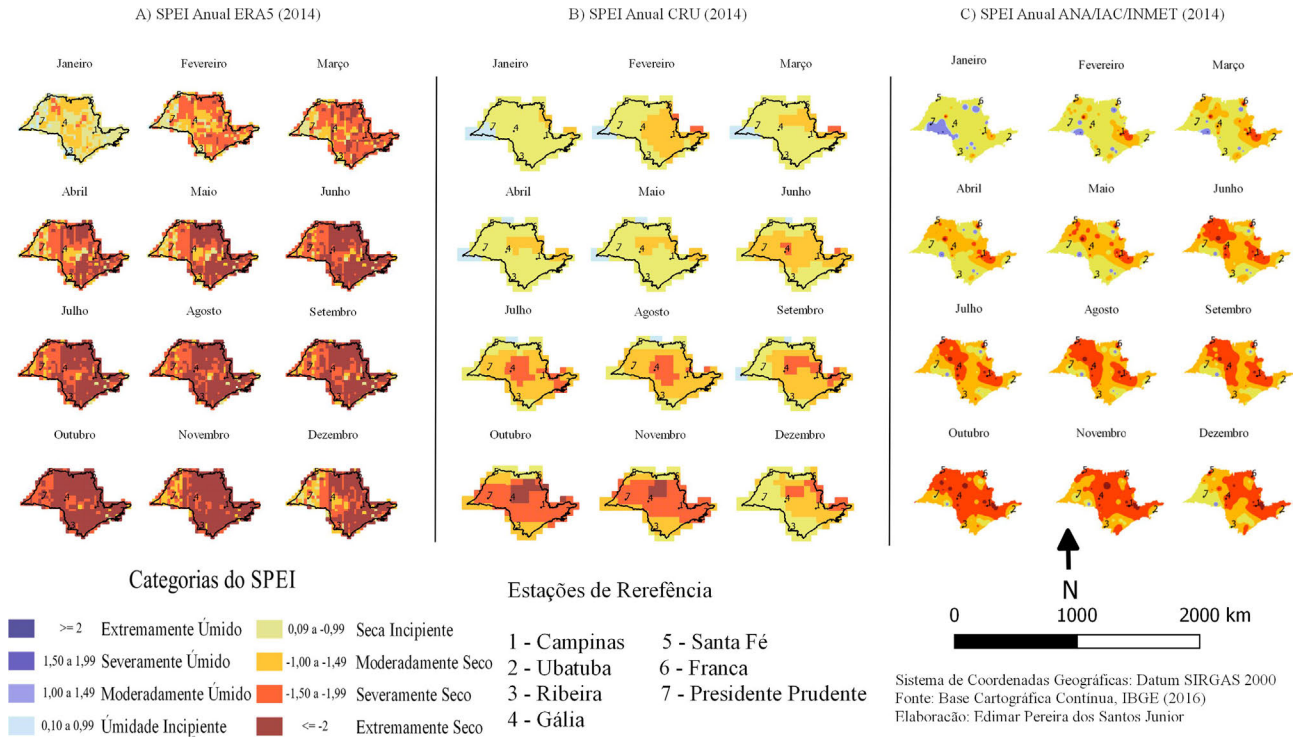 A) SPEI Anual ERA5 (2014)
B) SPEI Anual CRU (2014)
C) SPEI Anual ANA/IAC/INMET (2014)
Janeiro
Fevereiro
Março
Abril
Maio
Junho
Julho
Agosto
Setembro
Outubro
Novembro
Dezembro
Janeiro
Fevereiro
Março
Abril
Maio
Junho
Julho
Agosto
Setembro
Outubro
Novembro
Dezembro
Janeiro
Fevereiro
Março
Abril
Maio
Junho
Julho
Agosto
Setembro
Outubro
Novembro
Dezembro
Categorias do SPEI
>= 2 Extremamente Úmido
1,50 a 1,99 Severamente Úmido
1,00 a 1,49 Moderadamente Úmido
0,10 a 0,99 Úmidade Incipiente
0,09 a -0,99 Seca Incipiente
-1,00 a -1,49 Moderadamente Seco
-1,50 a -1,99 Severamente Seco
<= -2 Extremamente Seco
Estações de Rerefência
1 - Campinas
2 - Ubatuba
3 - Ribeira
4 - Gália
5 - Santa Fé
6 - Franca
7 - Presidente Prudente
N
0 1000 2000 km
Sistema de Coordenadas Geográficas: Datum SIRGAS 2000
Fonte: Base Cartográfica Contínua, IBGE (2016)
Elaboração: Edimar Pereira dos Santos Junior